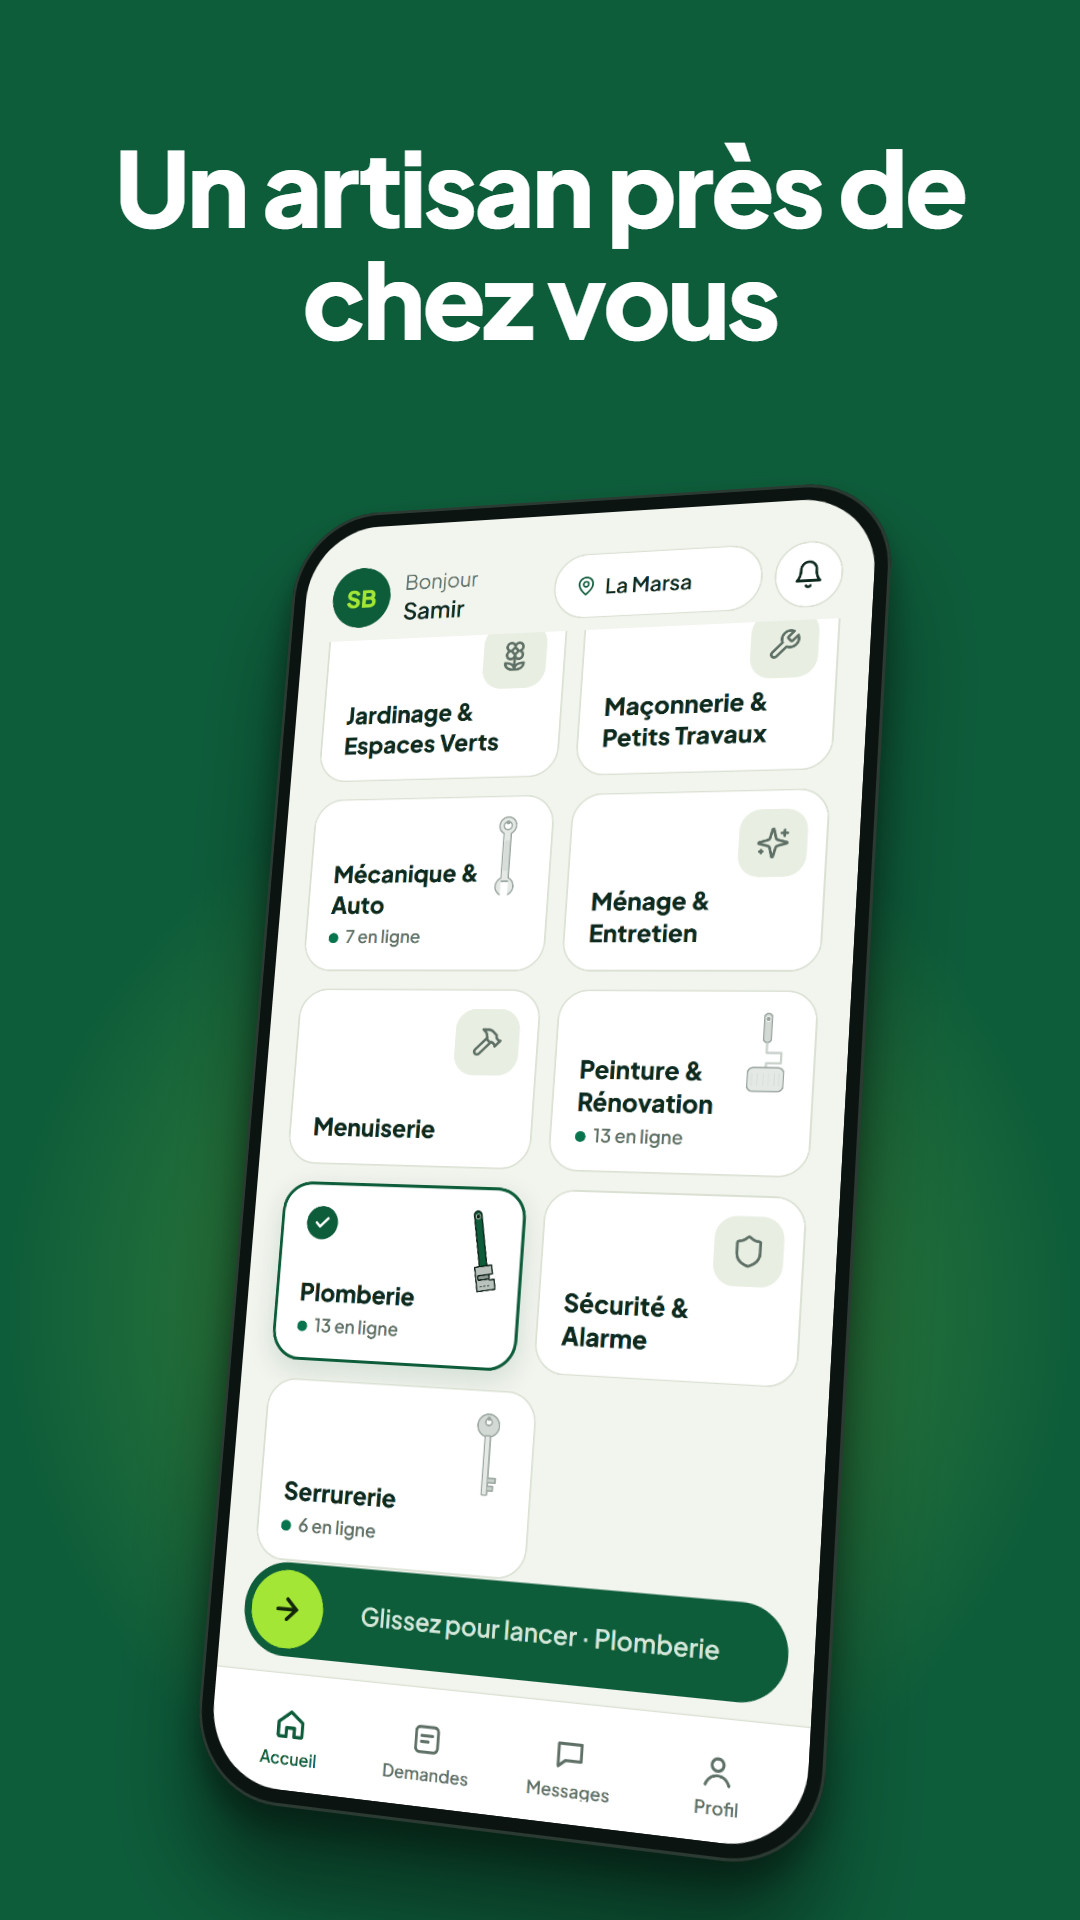 Un artisan près de
chez vous
SB
Bonjour
Samir
La Marsa
Jardinage &
Espaces Verts
Maçonnerie &
Petits Travaux
Mécanique &
Auto
7 en ligne
Ménage &
Entretien
Menuiserie
Peinture &
Rénovation
13 en ligne
Plomberie
13 en ligne
Sécurité &
Alarme
Serrurerie
6 en ligne
Glissez pour lancer · Plomberie
Accueil
Demandes
Messages
Profil